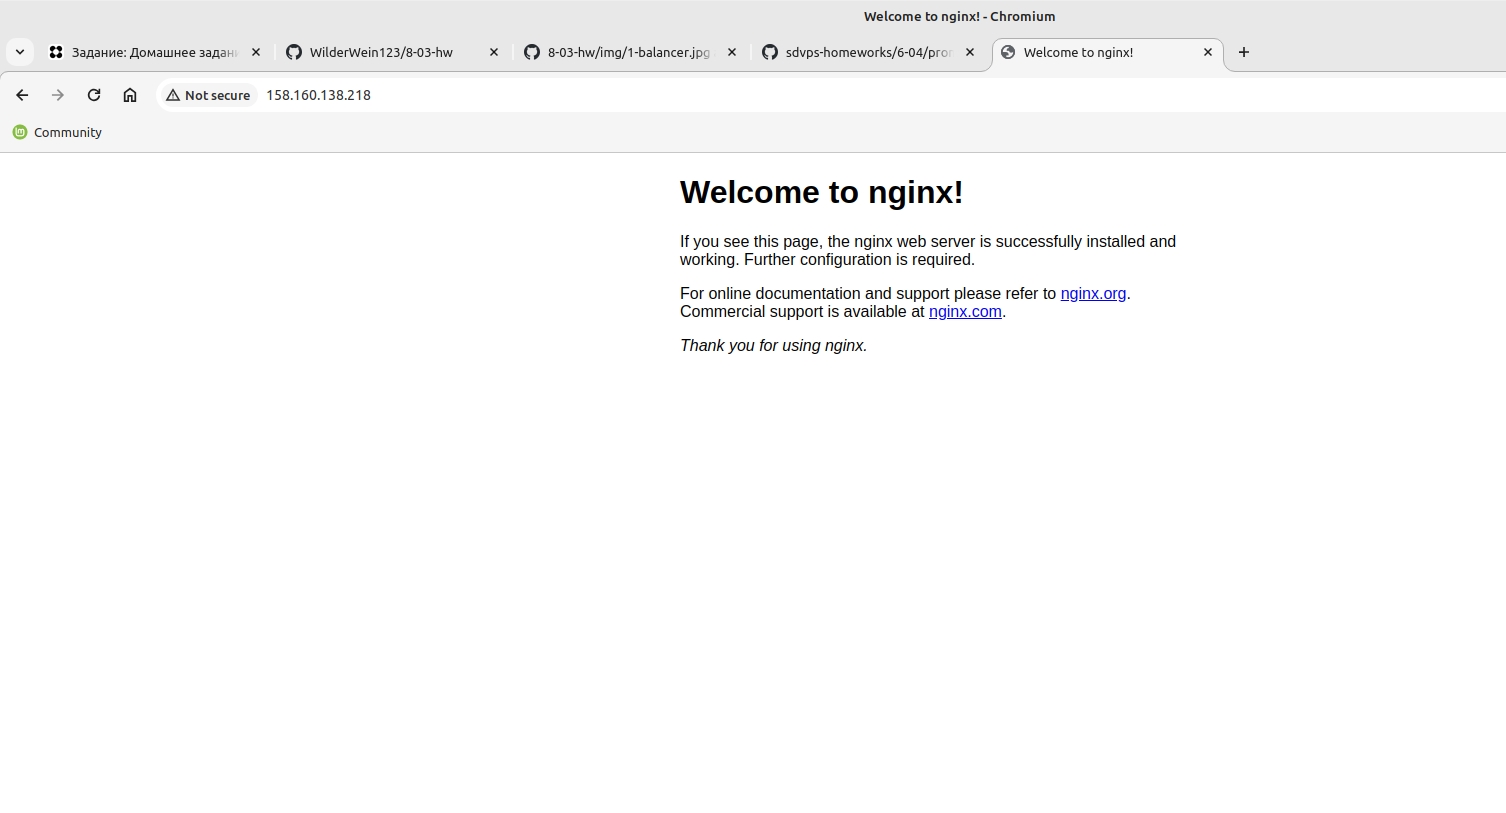 Welcome to nginx! - Chromium
Задание: Домашнее задани
WilderWein123/8-03-hw
8-03-hw/img/1-balancer.jpg
sdvps-homeworks/6-04/pro
Welcome to nginx!
Not secure 158.160.138.218
Community
Welcome to nginx!
If you see this page, the nginx web server is successfully installed and
working. Further configuration is required.
For online documentation and support please refer to nginx.org.
Commercial support is available at nginx.com.
Thank you for using nginx.